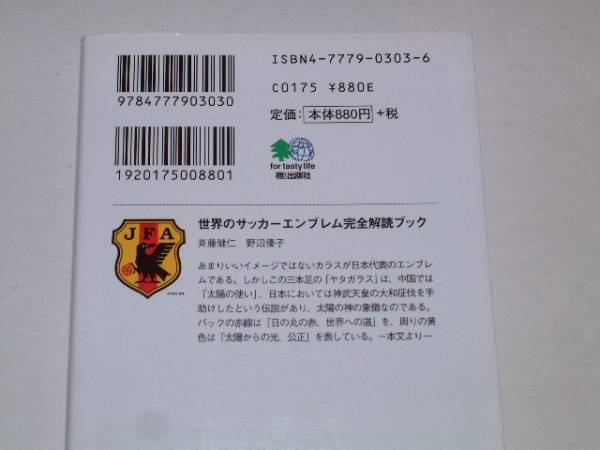 ISBN4-7779-0303-6
C0175 ¥880E
定価：本体880円+税
9784777903030
1920175008801
for tasty life
枻出版社
JFA
世界のサッカーエンブレム完全解読ブック
斉藤健仁 野辺優子
あまりいいイメージではないカラスが日本代表のエンブレ
ムである。しかしこの三本足の「ヤタガラス」は、中国では
「太陽の使い」、日本においては神武天皇の大和征伐を手
助けしたという伝説があり、太陽の神の象徴なのである。
バックの赤線は「日の丸の赤、世界への道」を、周りの黄
色は「太陽からの光、公正」を表している。―本文より―